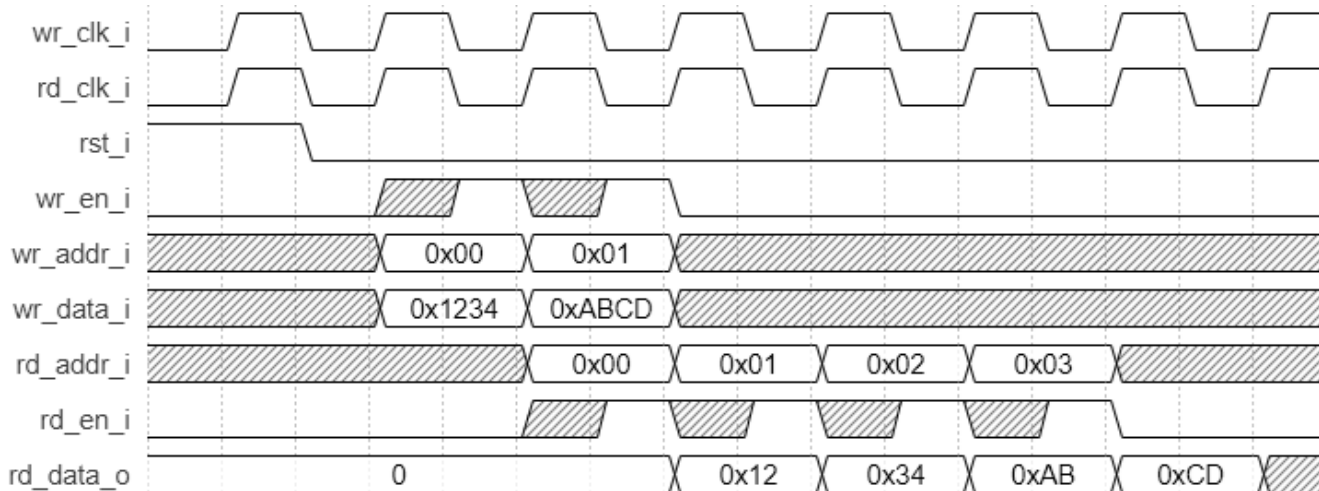 wr_clk_i
rd_clk_i
rst_i
wr_en_i
wr_addr_i 0x00 0x01
wr_data_i 0x1234 0xABCD
rd_addr_i 0x00 0x01 0x02 0x03
rd_en_i
rd_data_o 0 0x12 0x34 0xAB 0xCD